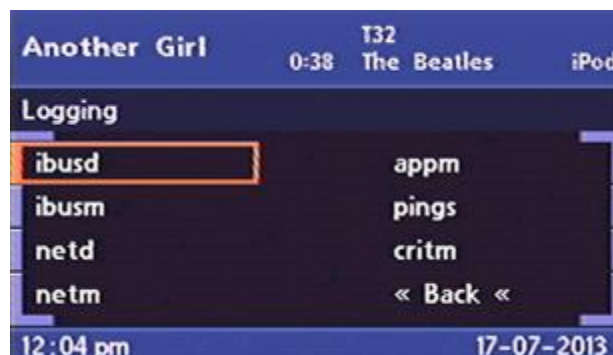 Another Girl
T32
0:38 The Beatles iPod
Logging
ibusd appm
ibusm pings
netd critm
netm « Back «
12:04 pm 17-07-2013